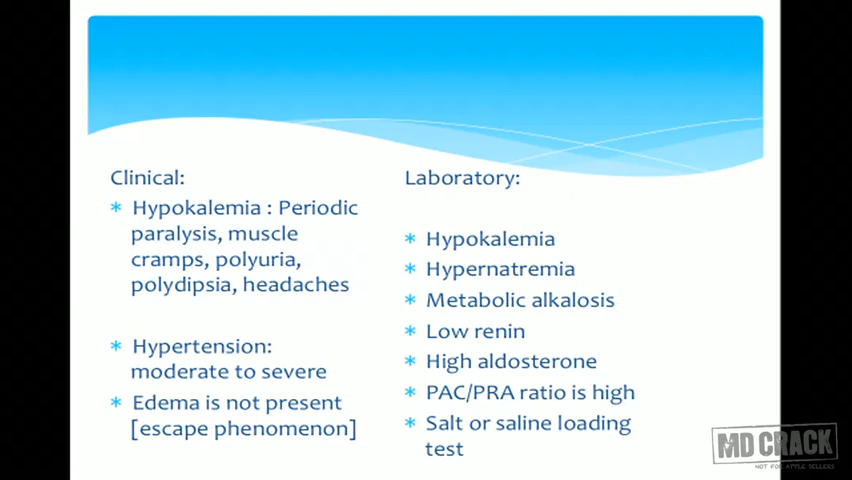 Clinical:
* Hypokalemia : Periodic
paralysis, muscle
cramps, polyuria,
polydipsia, headaches
* Hypertension:
moderate to severe
* Edema is not present
[escape phenomenon]
Laboratory:
* Hypokalemia
* Hypernatremia
* Metabolic alkalosis
* Low renin
* High aldosterone
* PAC/PRA ratio is high
* Salt or saline loading
test
MD CRACK
NOT FOR APPLE SELLERS